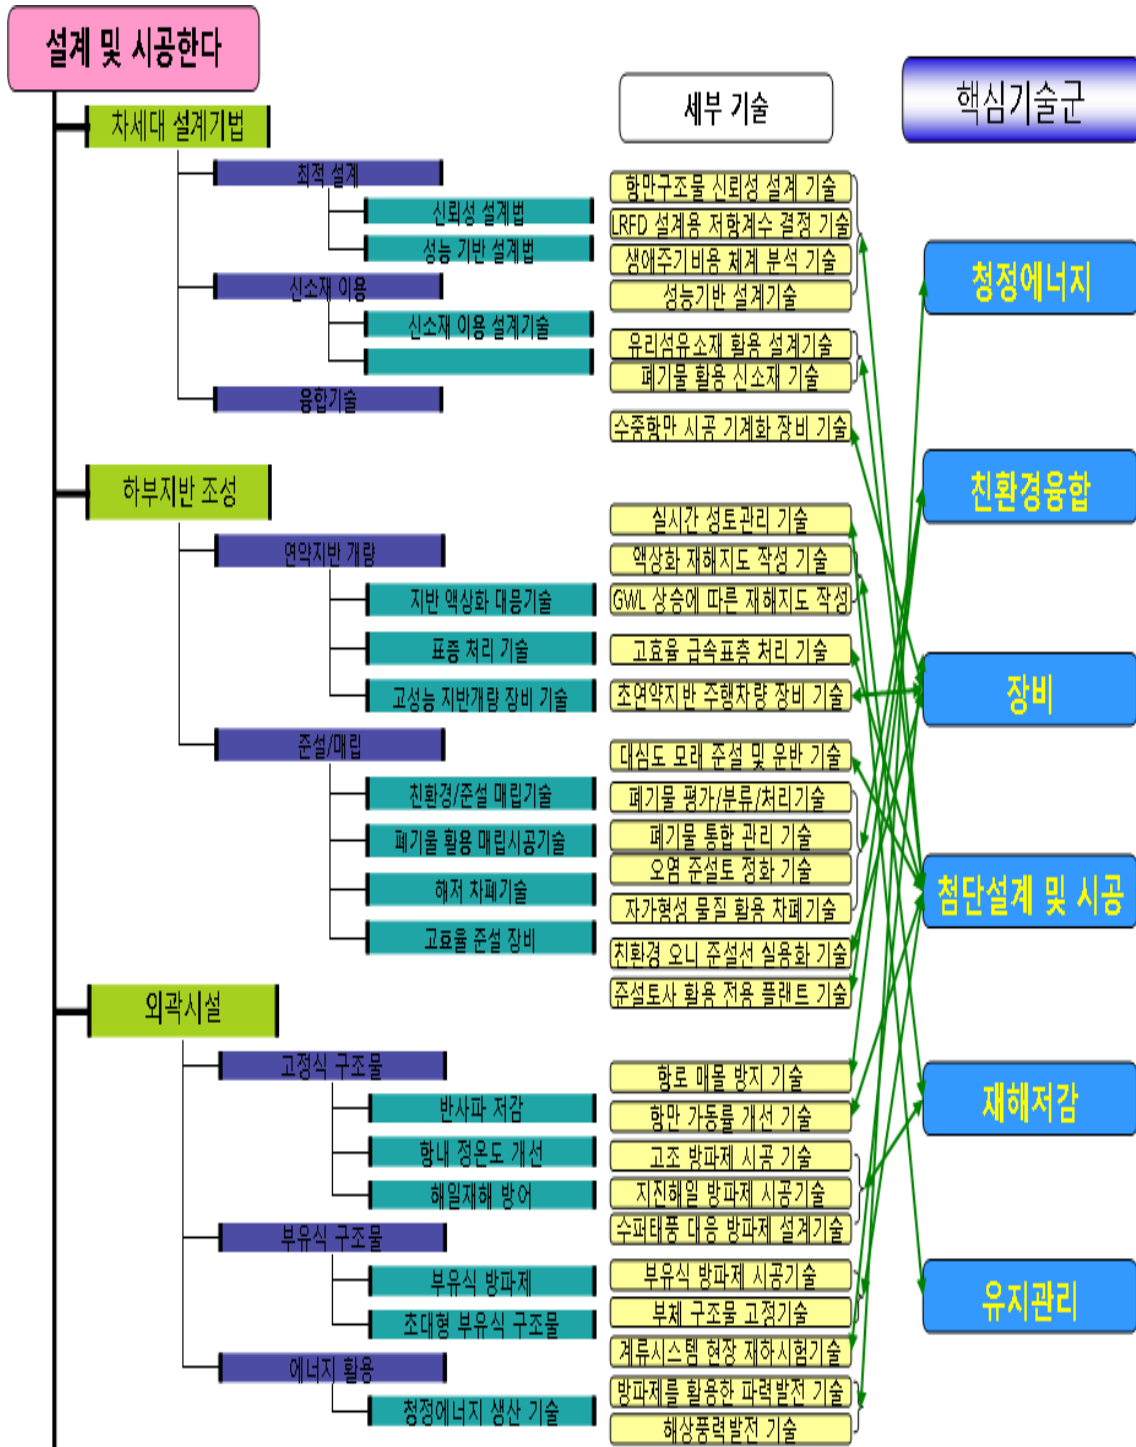 설계 및 시공한다
세부 기술
핵심기술군
차세대 설계기법
최적 설계
신뢰성 설계법
성능 기반 설계법
신소재 이용
신소재 이용 설계기술
융합기술
하부지반 조성
연약지반 개량
지반 액상화 대응기술
표층 처리 기술
고성능 지반개량 장비 기술
준설/매립
친환경/준설 매립기술
폐기물 활용 매립시공기술
해저 차폐기술
고효율 준설 장비
외곽시설
고정식 구조물
반사파 저감
항내 정온도 개선
해일재해 방어
부유식 구조물
부유식 방파제
초대형 부유식 구조물
에너지 활용
청정에너지 생산 기술
항만구조물 신뢰성 설계 기술
LRFD 설계용 저항계수 결정 기술
생애주기비용 체계 분석 기술
성능기반 설계기술
유리섬유소재 활용 설계기술
폐기물 활용 신소재 기술
수중항만 시공 기계화 장비 기술
실시간 성토관리 기술
액상화 재해지도 작성 기술
GWL 상승에 따른 재해지도 작성
고효율 급속표층 처리 기술
초연약지반 주행차량 장비 기술
대심도 모래 준설 및 운반 기술
폐기물 평가/분류/처리기술
폐기물 통합 관리 기술
오염 준설토 정화 기술
자가형성 물질 활용 차폐기술
친환경 오니 준설선 실용화 기술
준설토사 활용 전용 플랜트 기술
항로 매몰 방지 기술
항만 가동률 개선 기술
고조 방파제 시공 기술
지진해일 방파제 시공기술
수퍼태풍 대응 방파제 설계기술
부유식 방파제 시공기술
부체 구조물 고정기술
계류시스템 현장 재하시험기술
방파제를 활용한 파력발전 기술
해상풍력발전 기술
청정에너지
친환경융합
장비
첨단설계 및 시공
재해저감
유지관리